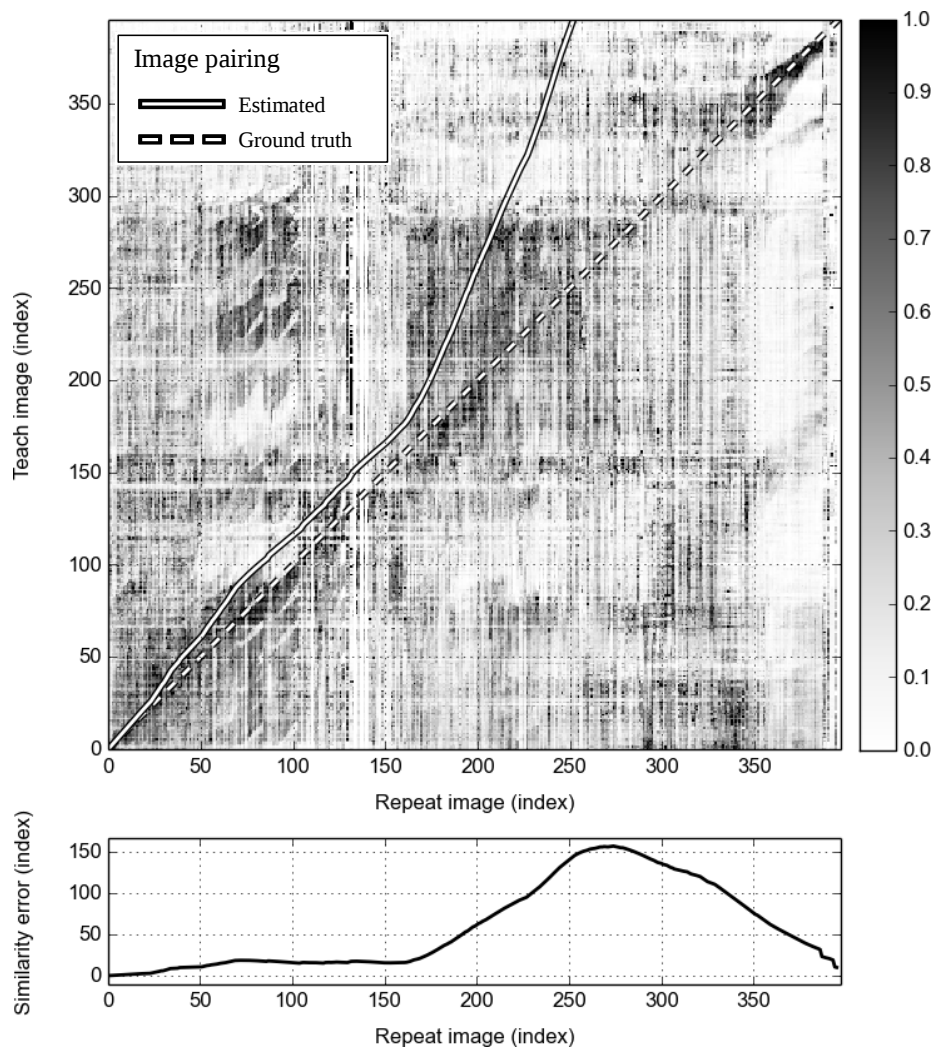 Image pairing
Estimated
Ground truth
Teach image (index)
350
300
250
200
150
100
50
0
0 50 100 150 200 250 300 350
Repeat image (index)
1.0
0.9
0.8
0.7
0.6
0.5
0.4
0.3
0.2
0.1
0.0
Similarity error (index)
150
100
50
0
0 50 100 150 200 250 300 350
Repeat image (index)